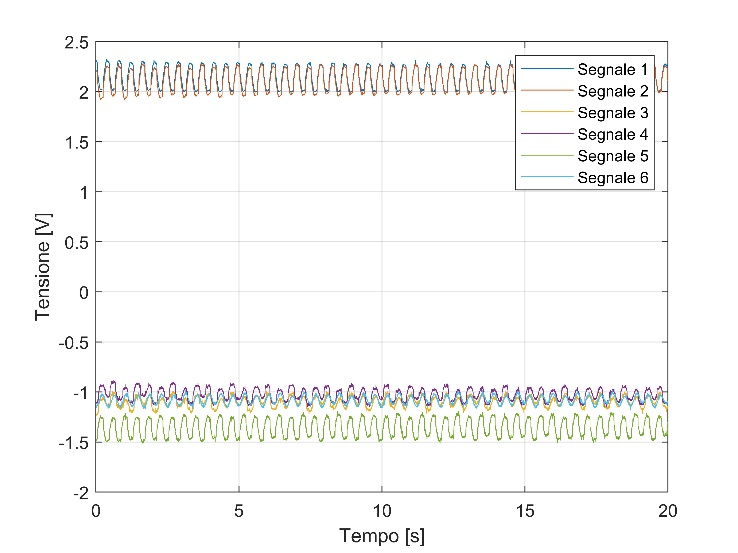 2.5
2
1.5
1
0.5
0
-0.5
-1
-1.5
-2
Tensione [V]
Segnale 1
Segnale 2
Segnale 3
Segnale 4
Segnale 5
Segnale 6
0
5
10
15
20
Tempo [s]